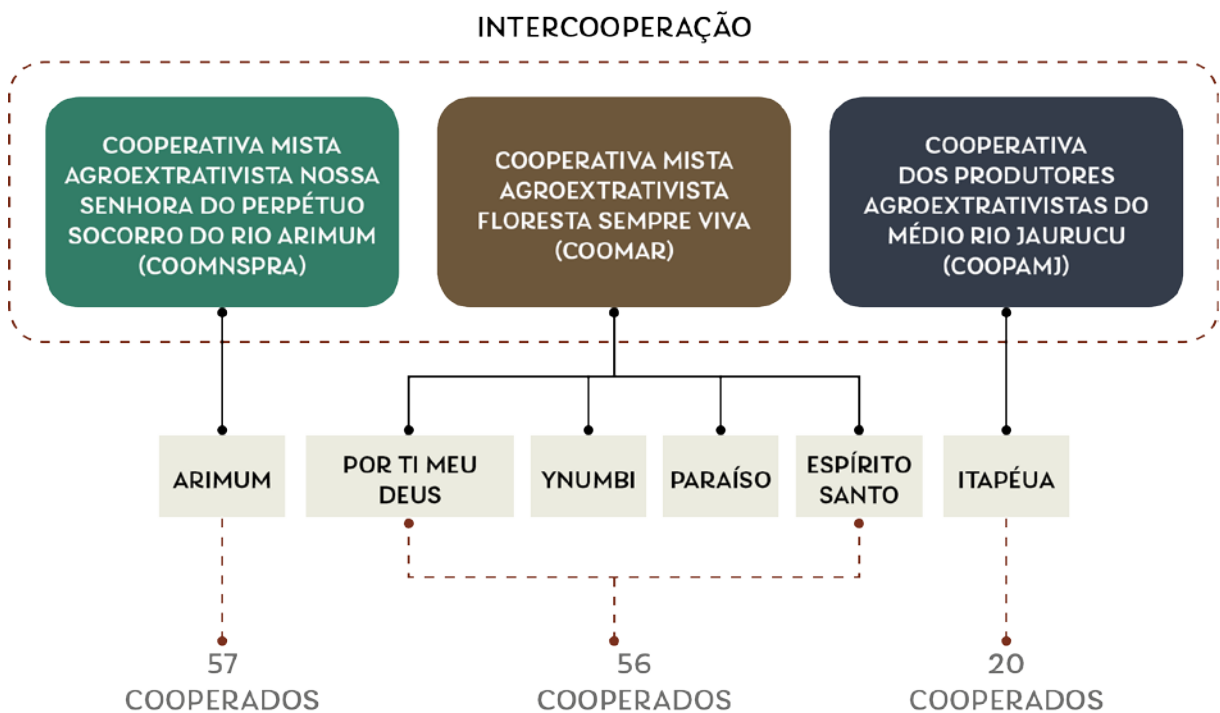 INTERCOOPERAÇÃO
COOPERATIVA MISTA
AGROEXTRATIVISTA NOSSA
SENHORA DO PERPÉTUO
SOCORRO DO RIO ARIMUM
(COOMNSPRA)
COOPERATIVA MISTA
AGROEXTRATIVISTA
FLORESTA SEMPRE VIVA
(COOMAR)
COOPERATIVA
DOS PRODUTORES
AGROEXTRATIVISTAS DO
MÉDIO RIO JAURUCU
(COOPAMJ)
ARIMUM
POR TI MEU
DEUS
YNUMBI
PARAÍSO
ESPÍRITO
SANTO
ITAPÉUA
57
COOPERADOS
56
COOPERADOS
20
COOPERADOS